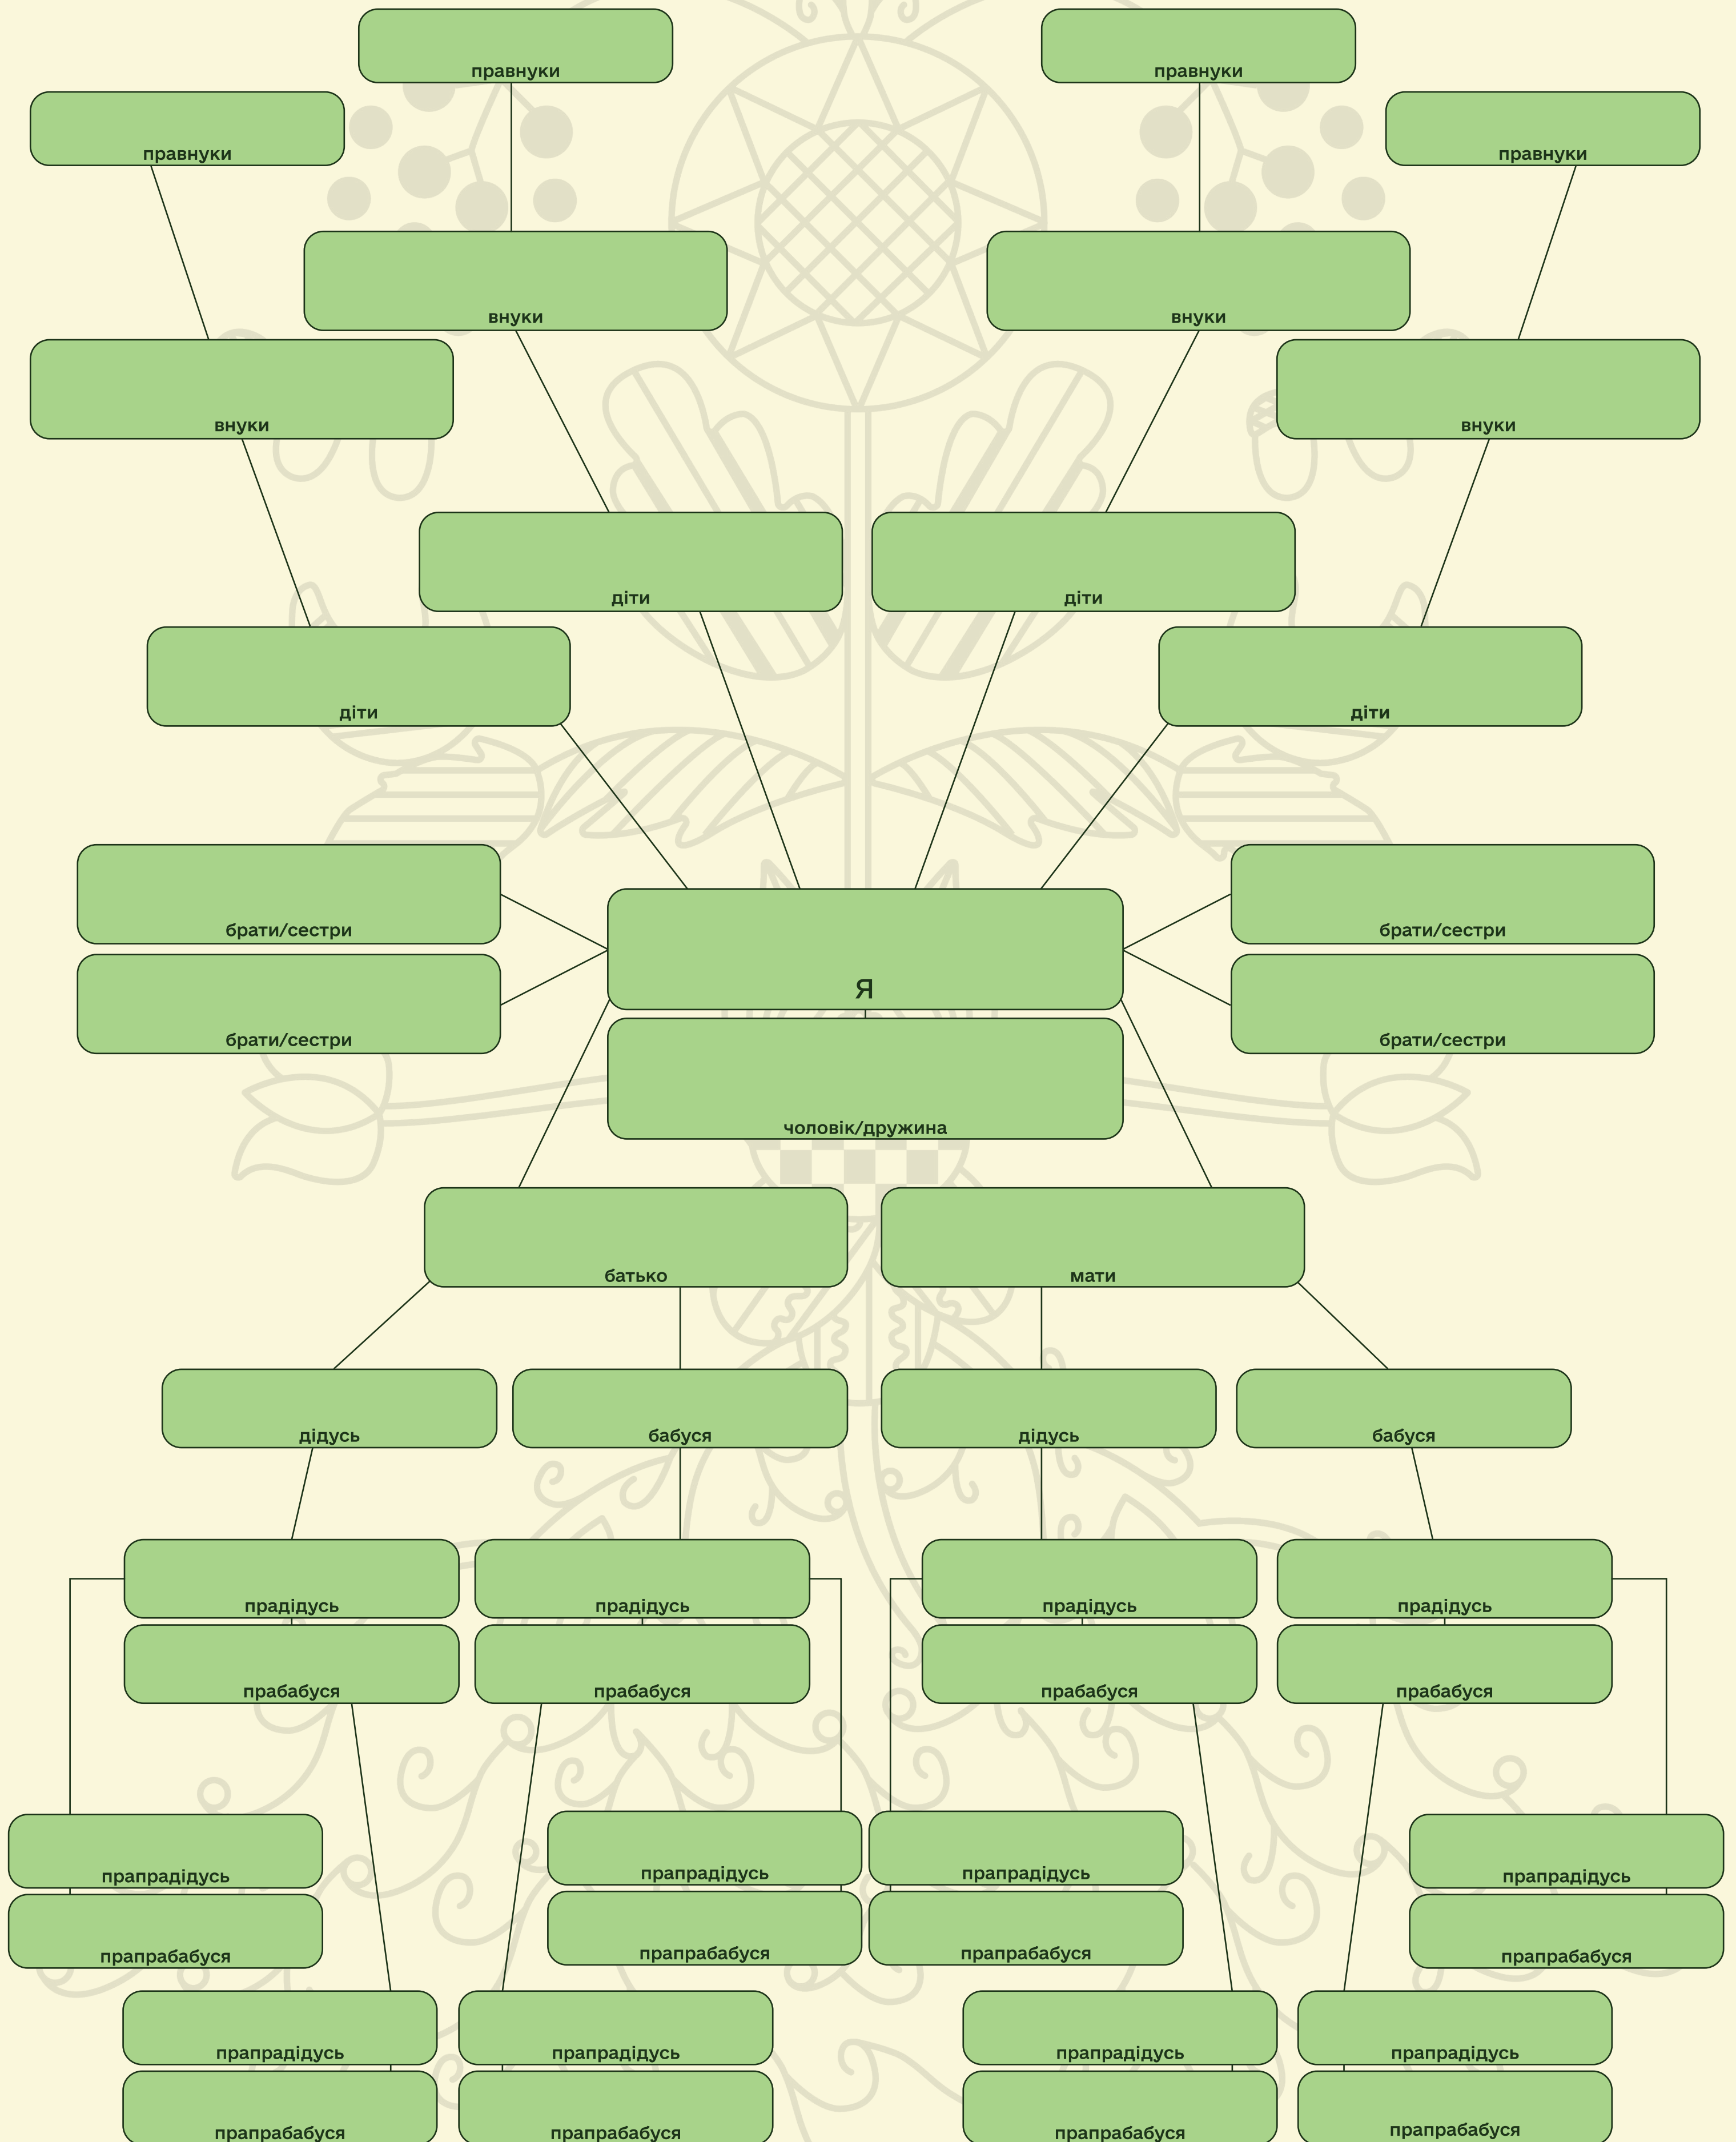 правнуки
правнуки
правнуки
правнуки
внуки
внуки
внуки
внуки
діти
діти
діти
діти
брати/сестри
брати/сестри
Я
брати/сестри
брати/сестри
чоловік/дружина
батько
мати
дідусь
бабуся
дідусь
бабуся
прадідусь
прадідусь
прадідусь
прадідусь
прабабуся
прабабуся
прабабуся
прабабуся
прапрадідусь
прапрадідусь
прапрадідусь
прапрадідусь
прапрабабуся
прапрабабуся
прапрабабуся
прапрабабуся
прапрадідусь
прапрадідусь
прапрадідусь
прапрадідусь
прапрабабуся
прапрабабуся
прапрабабуся
прапрабабуся